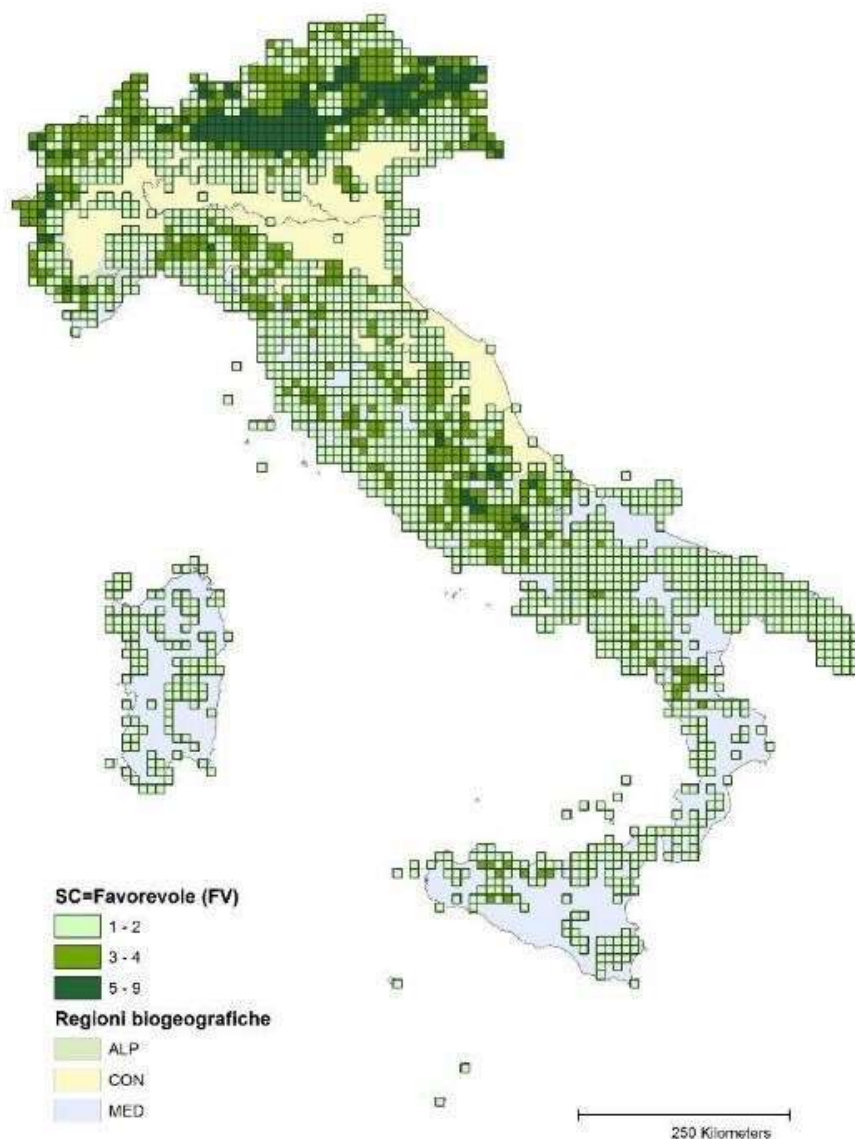 SC=Favorevole (FV)
1 - 2
3 - 4
5 - 9
Regioni biogeografiche
ALP
CON
MED
250 Kilometers